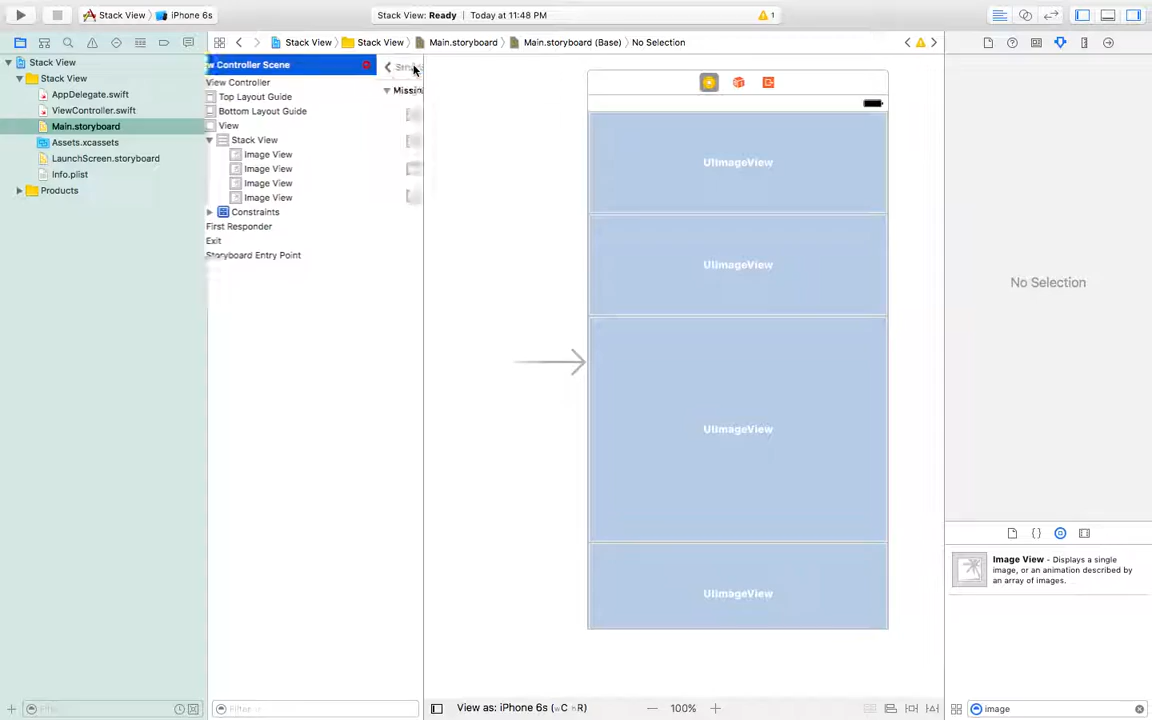 Stack View
iPhone 6s
Stack View: Ready
Today at 11:48 PM
1
Stack View
Stack View
Main.storyboard
Main.storyboard (Base)
No Selection
Stack View
Stack View
AppDelegate.swift
ViewController.swift
Main.storyboard
Assets.xcassets
LaunchScreen.storyboard
Info.plist
Products
w Controller Scene
View Controller
Top Layout Guide
Bottom Layout Guide
View
Stack View
Image View
Image View
Image View
Image View
Constraints
First Responder
Exit
Storyboard Entry Point
Missin
UIImageView
UIImageView
UIImageView
UIImageView
No Selection
Image View - Displays a single
image, or an animation described by
an array of images.
Filter
Filter
View as: iPhone 6s (wC hR)
100%
image